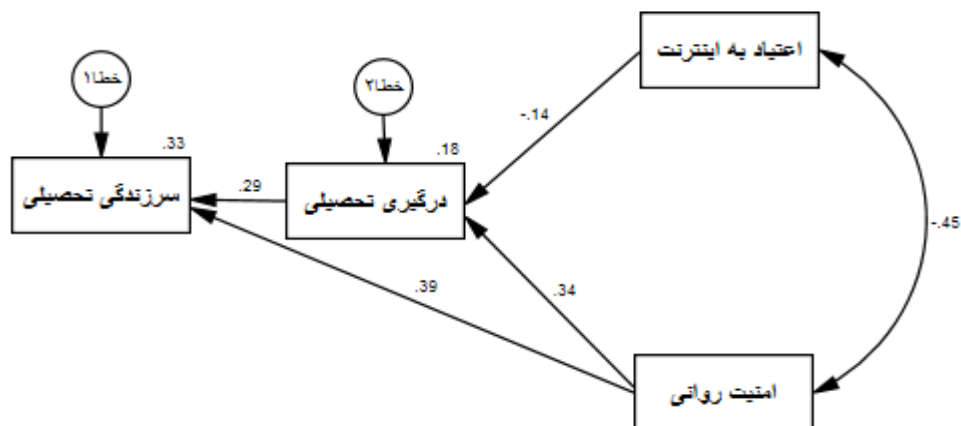 اعتیاد به اینترنت
خطا۱
خطا۲
-.14
.33
.18
سرزندگی تحصیلی
.29
درگیری تحصیلی
-.45
.39
.34
امنیت روانی